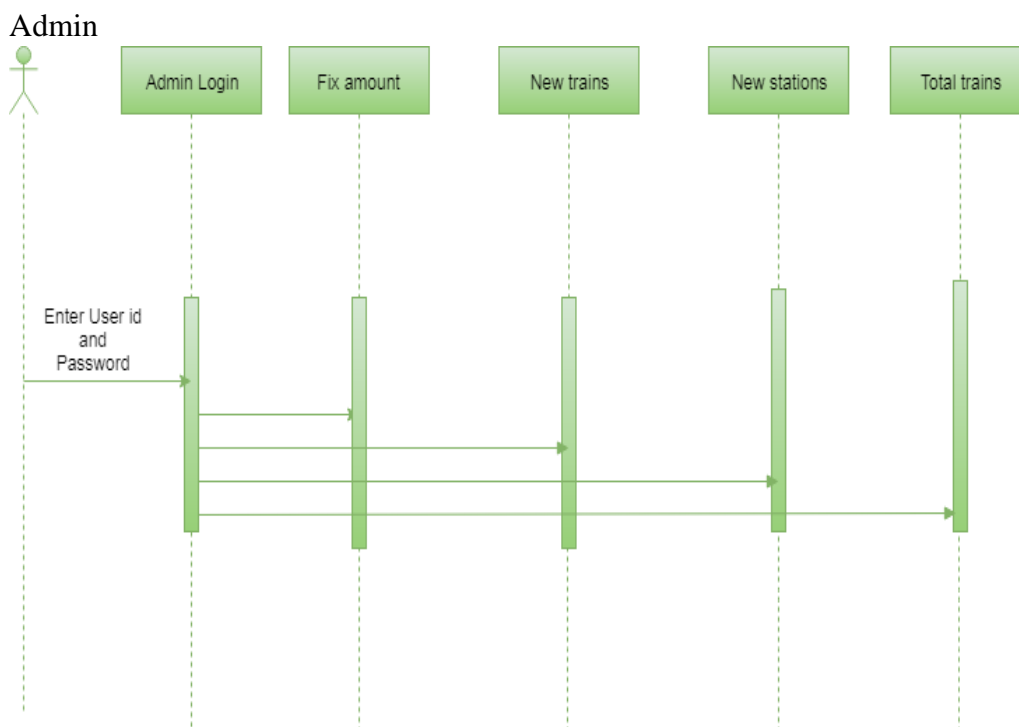 Admin
Admin Login
Fix amount
New trains
New stations
Total trains
Enter User id
and
Password